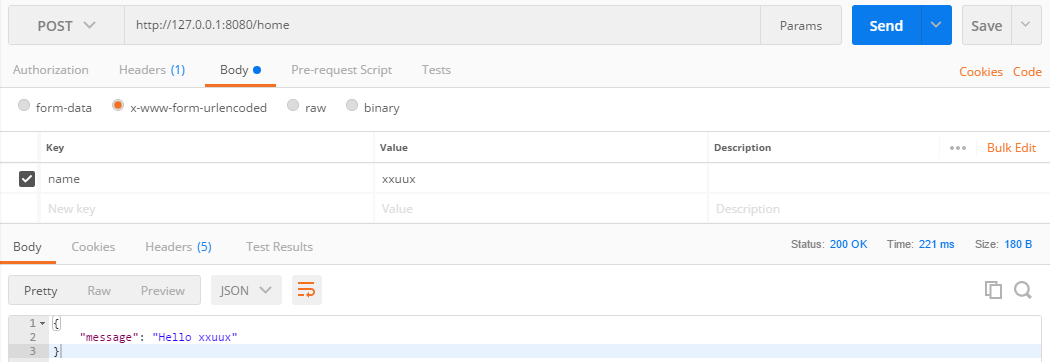 POST http://127.0.0.1:8080/home Params Send Save
Authorization Headers (1) Body Pre-request Script Tests Cookies Code
form-data x-www-form-urlencoded raw binary
Key Value Description ••• Bulk Edit
name xxuux
New key Value Description
Body Cookies Headers (5) Test Results Status: 200 OK Time: 221 ms Size: 180 B
Pretty Raw Preview JSON
1 {
2 "message": "Hello xxuux"
3 }